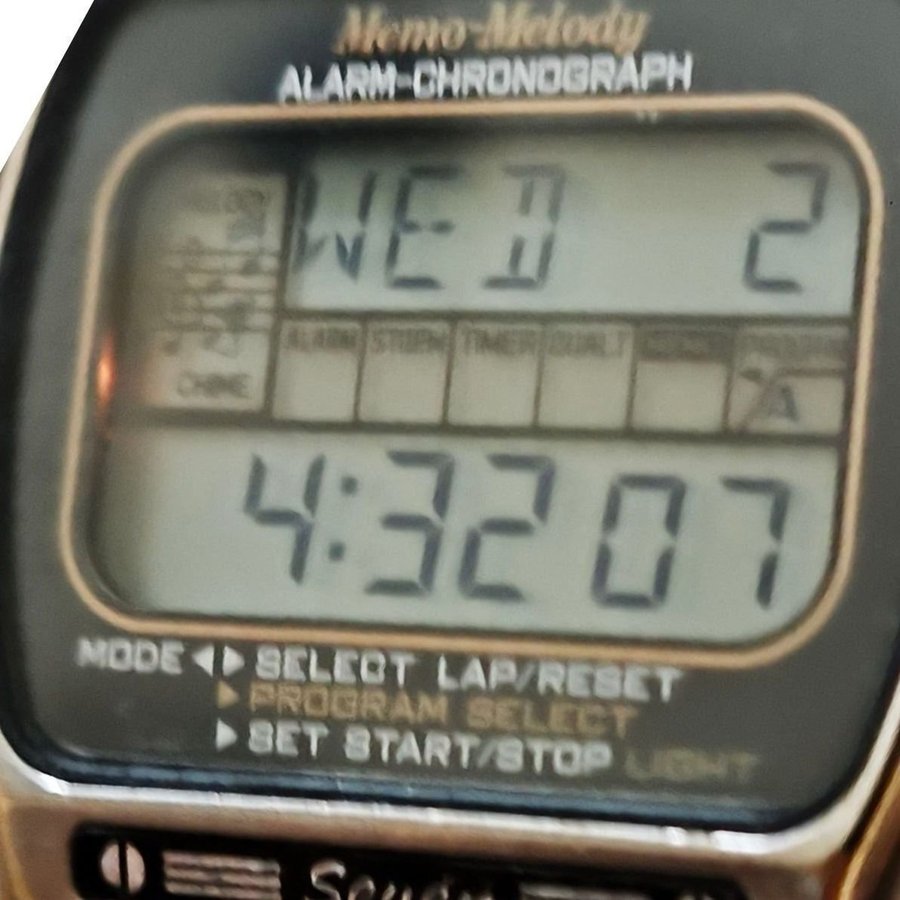 Memo-Melody
ALARM-CHRONOGRAPH
WED 2
ALARM STOPW TIMER DUAL T
CHIME
A
4:32 07
MODE ◀ ▶ SELECT LAP/RESET
▶ PROGRAM SELECT
▶ SET START/STOP LIGHT